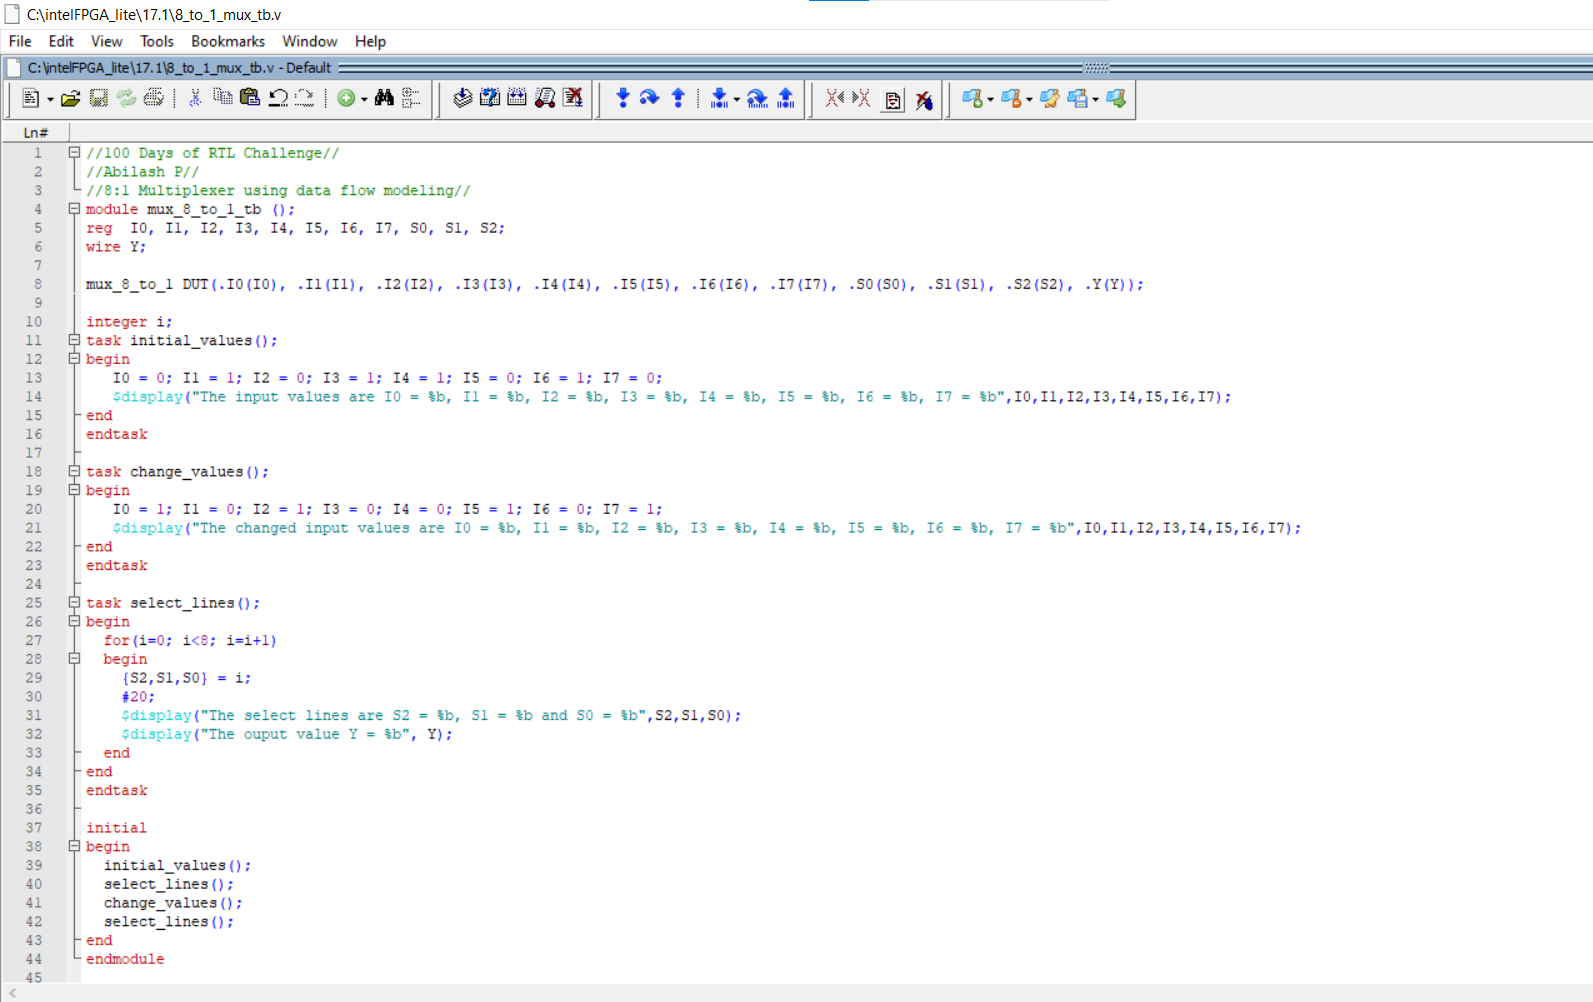 C:\intelFPGA_lite\17.1\8_to_1_mux_tb.v
File Edit View Tools Bookmarks Window Help
C:\intelFPGA_lite\17.1\8_to_1_mux_tb.v - Default
Ln#
1 //100 Days of RTL Challenge//
2 //Abilash P//
3 //8:1 Multiplexer using data flow modeling//
4 module mux_8_to_1_tb ();
5 reg  I0, I1, I2, I3, I4, I5, I6, I7, S0, S1, S2;
6 wire Y;
7
8 mux_8_to_1 DUT(.I0(I0), .I1(I1), .I2(I2), .I3(I3), .I4(I4), .I5(I5), .I6(I6), .I7(I7), .S0(S0), .S1(S1), .S2(S2), .Y(Y));
9
10 integer i;
11 task initial_values();
12 begin
13    I0 = 0; I1 = 1; I2 = 0; I3 = 1; I4 = 1; I5 = 0; I6 = 1; I7 = 0;
14    $display("The input values are I0 = %b, I1 = %b, I2 = %b, I3 = %b, I4 = %b, I5 = %b, I6 = %b, I7 = %b",I0,I1,I2,I3,I4,I5,I6,I7);
15 end
16 endtask
17
18 task change_values();
19 begin
20    I0 = 1; I1 = 0; I2 = 1; I3 = 0; I4 = 0; I5 = 1; I6 = 0; I7 = 1;
21    $display("The changed input values are I0 = %b, I1 = %b, I2 = %b, I3 = %b, I4 = %b, I5 = %b, I6 = %b, I7 = %b",I0,I1,I2,I3,I4,I5,I6,I7);
22 end
23 endtask
24
25 task select_lines();
26 begin
27   for(i=0; i<8; i=i+1)
28   begin
29     {S2,S1,S0} = i;
30     #20;
31     $display("The select lines are S2 = %b, S1 = %b and S0 = %b",S2,S1,S0);
32     $display("The ouput value Y = %b", Y);
33   end
34 end
35 endtask
36
37 initial
38 begin
39   initial_values();
40   select_lines();
41   change_values();
42   select_lines();
43 end
44 endmodule
45